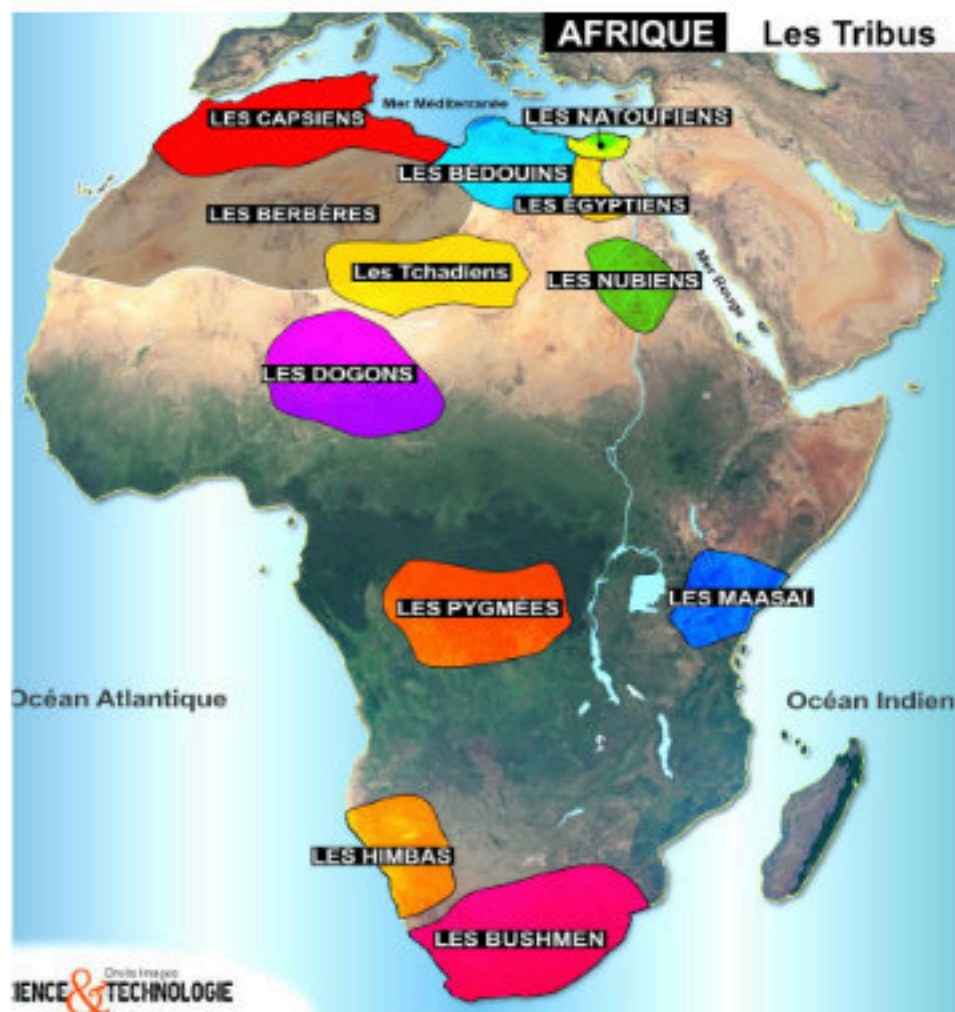 AFRIQUE Les Tribus
Mer Méditerranée
LES CAPSIENS
LES NATOUFIENS
LES BÉDOUINS
LES BERBÈRES
LES ÉGYPTIENS
Les Tchadiens
LES NUBIENS
Mer Rouge
LES DOGONS
LES PYGMÉES
LES MAASAÏ
Océan Atlantique
Océan Indien
LES HIMBAS
LES BUSHMEN
Droits Images
IENCE & TECHNOLOGIE